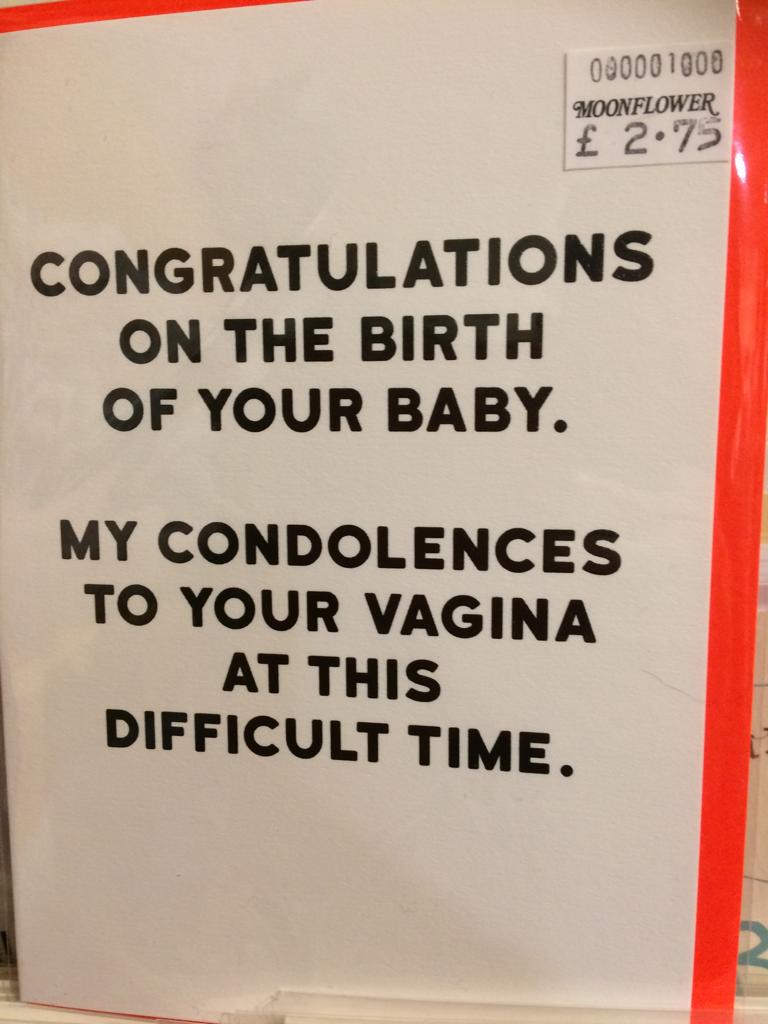 000001000
MOONFLOWER
£ 2.75
CONGRATULATIONS
ON THE BIRTH
OF YOUR BABY.
MY CONDOLENCES
TO YOUR VAGINA
AT THIS
DIFFICULT TIME.
2